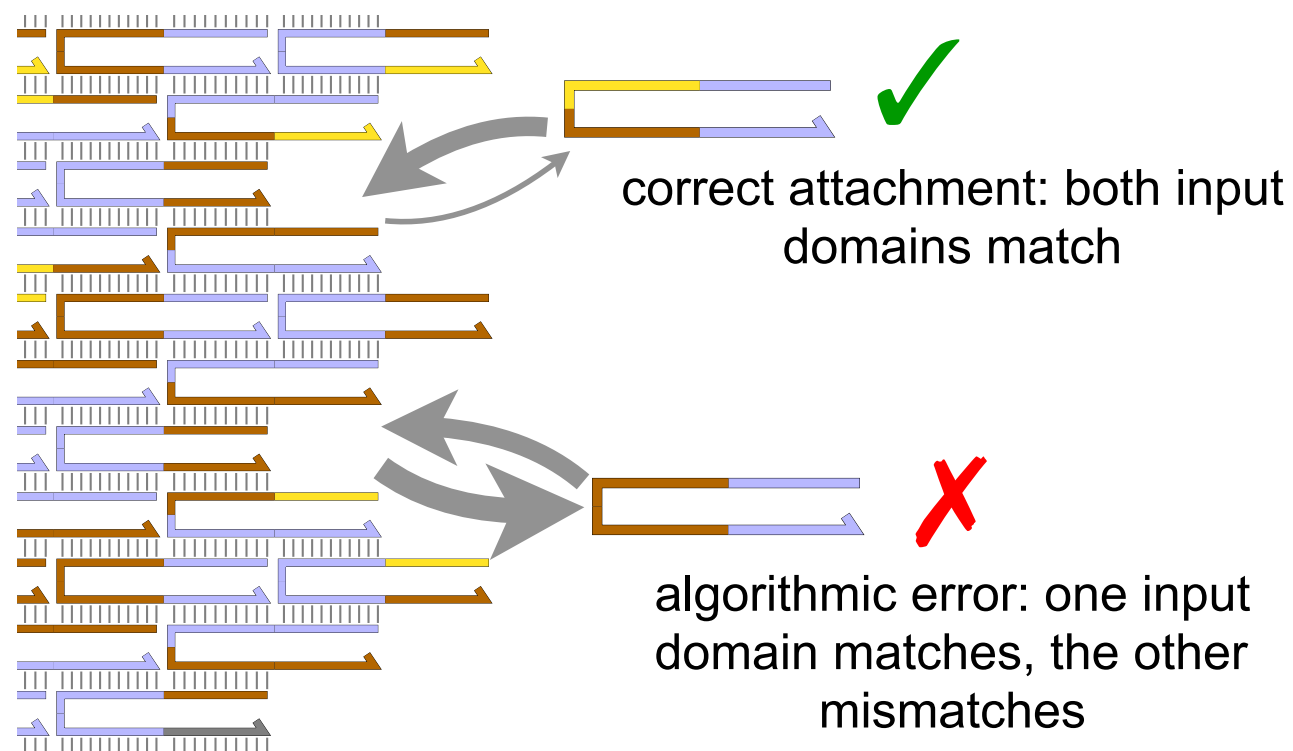 correct attachment: both input
domains match
algorithmic error: one input
domain matches, the other
mismatches